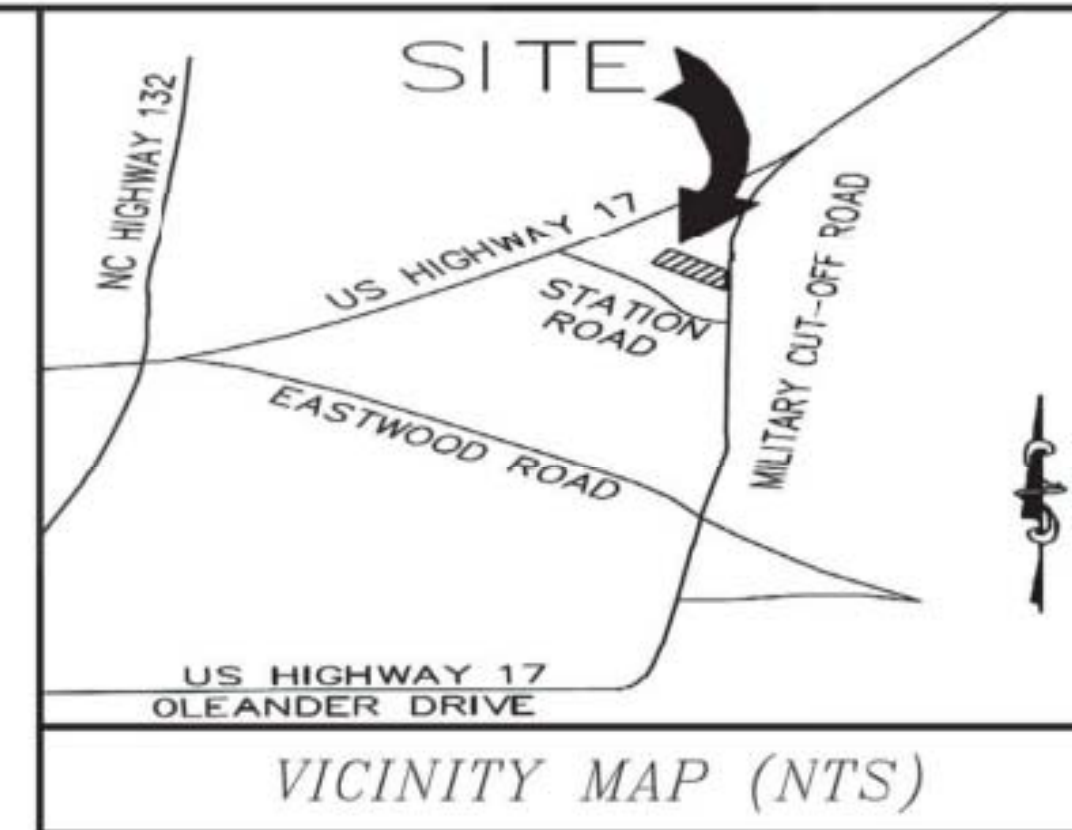 SITE
NC HIGHWAY 132
US HIGHWAY 17
STATION
ROAD
MILITARY CUT-OFF ROAD
EASTWOOD ROAD
US HIGHWAY 17
OLEANDER DRIVE
VICINITY MAP (NTS)